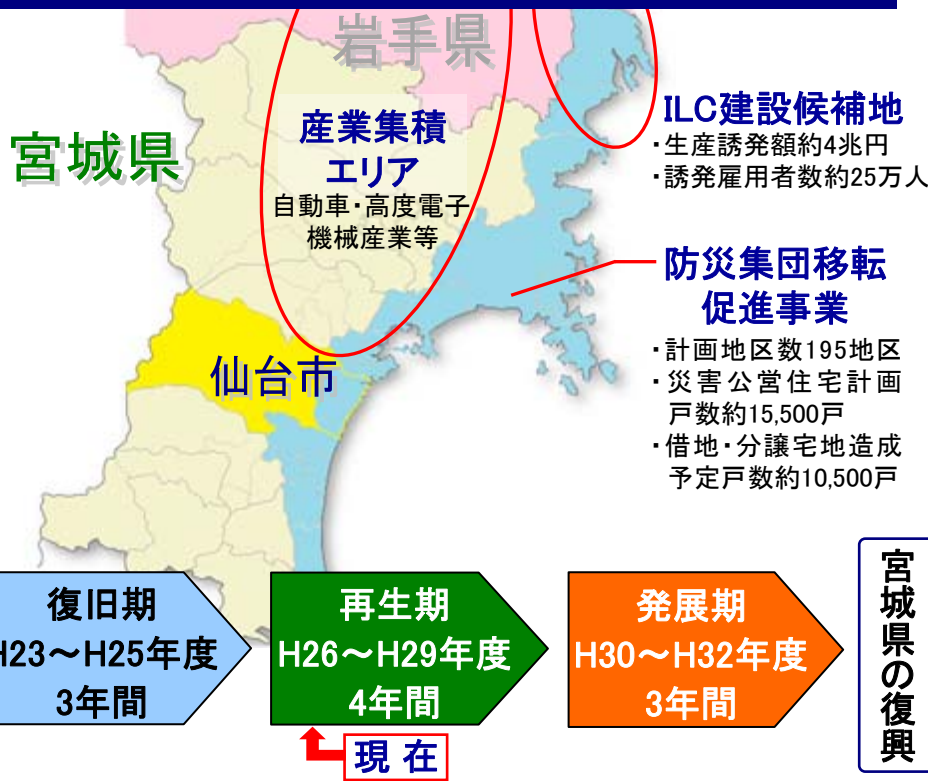 岩手県
宮城県
産業集積
エリア
自動車・高度電子
機械産業等
ILC建設候補地
・生産誘発額約4兆円
・誘発雇用者数約25万人
防災集団移転
促進事業
・計画地区数195地区
・災害公営住宅計画
戸数約15,500戸
・借地・分譲宅地造成
予定戸数約10,500戸
仙台市
復旧期
H23～H25年度
3年間
再生期
H26～H29年度
4年間
発展期
H30～H32年度
3年間
宮城県の復興
現 在